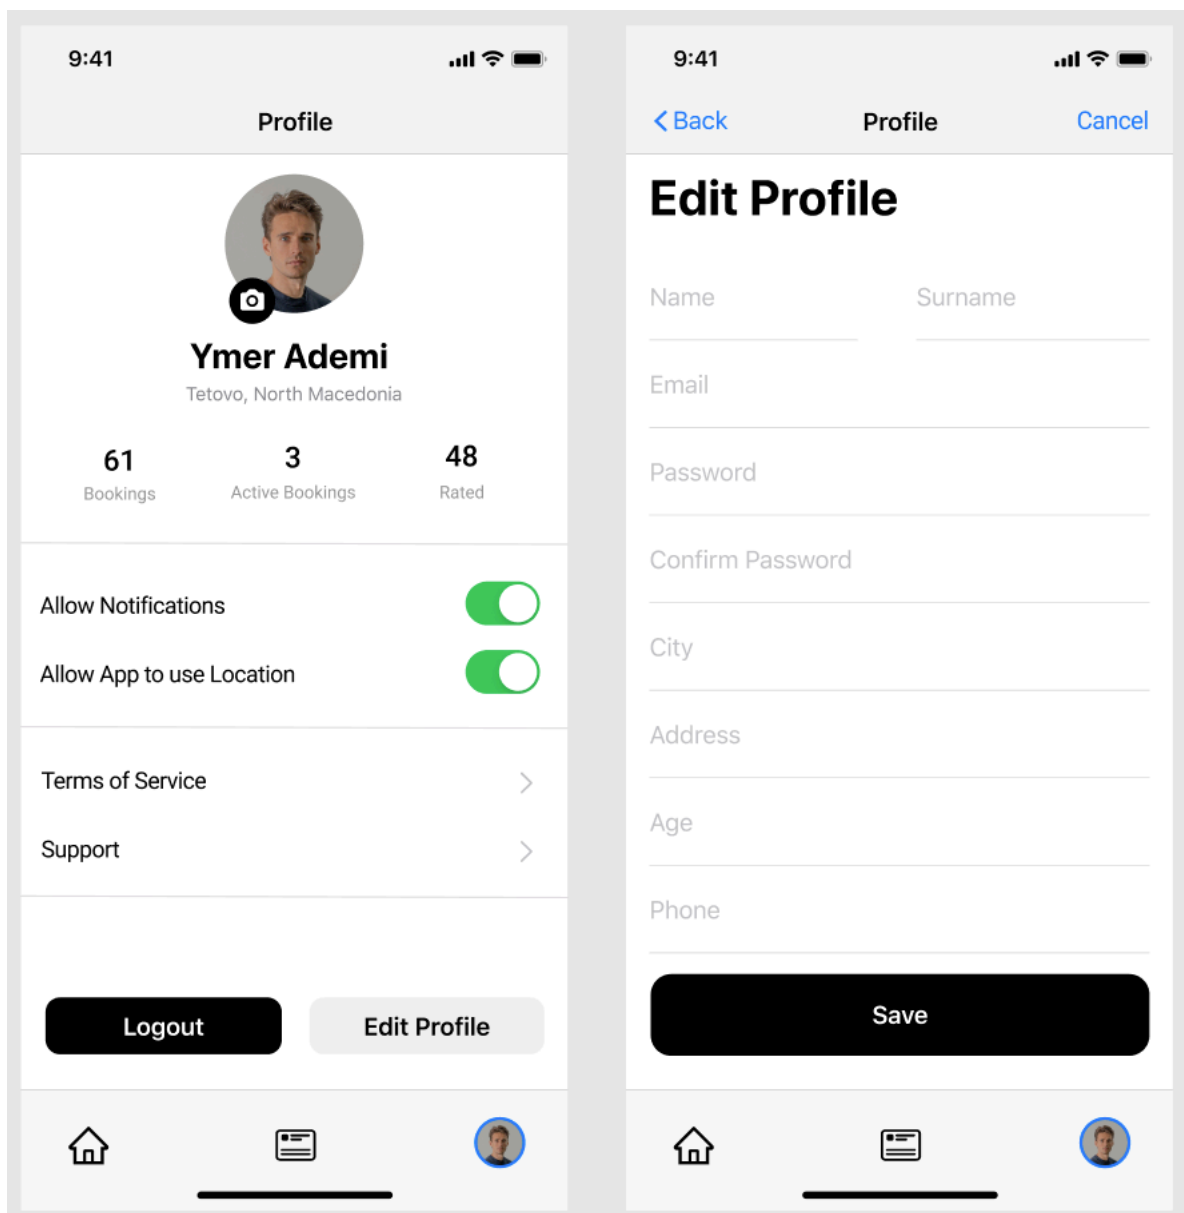 9:41
Profile
Ymer Ademi
Tetovo, North Macedonia
61 3 48
Bookings Active Bookings Rated
Allow Notifications
Allow App to use Location
Terms of Service
Support
Logout Edit Profile
9:41
Back Profile Cancel
Edit Profile
Name Surname
Email
Password
Confirm Password
City
Address
Age
Phone
Save